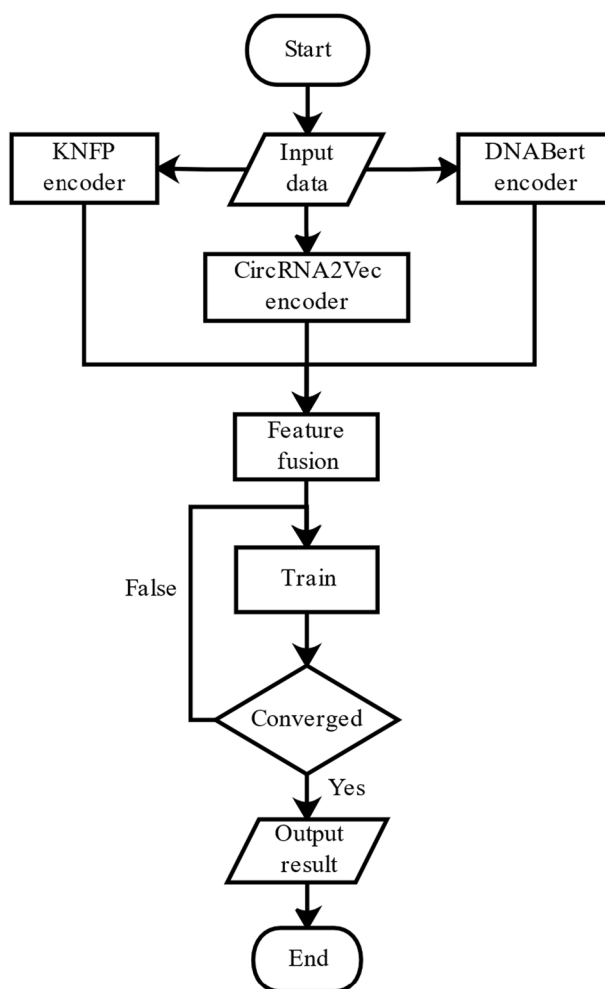 Start
KNFP
encoder
Input
data
DNABert
encoder
CircRNA2Vec
encoder
Feature
fusion
Train
False
Converged
Yes
Output
result
End